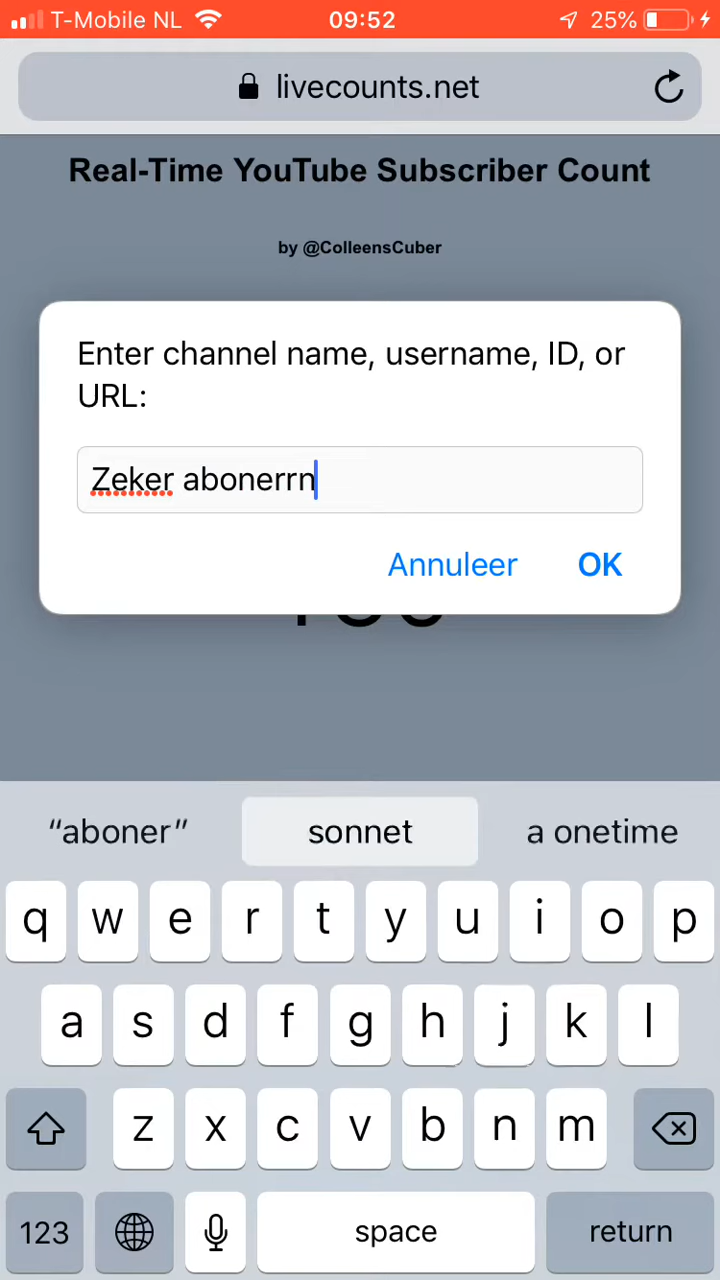 T-Mobile NL 09:52 25%
livecounts.net
Real-Time YouTube Subscriber Count
by @ColleensCuber
Enter channel name, username, ID, or
URL:
Zeker abonerrn
Annuleer OK
“aboner” sonnet a onetime
q w e r t y u i o p
a s d f g h j k l
z x c v b n m
123 space return